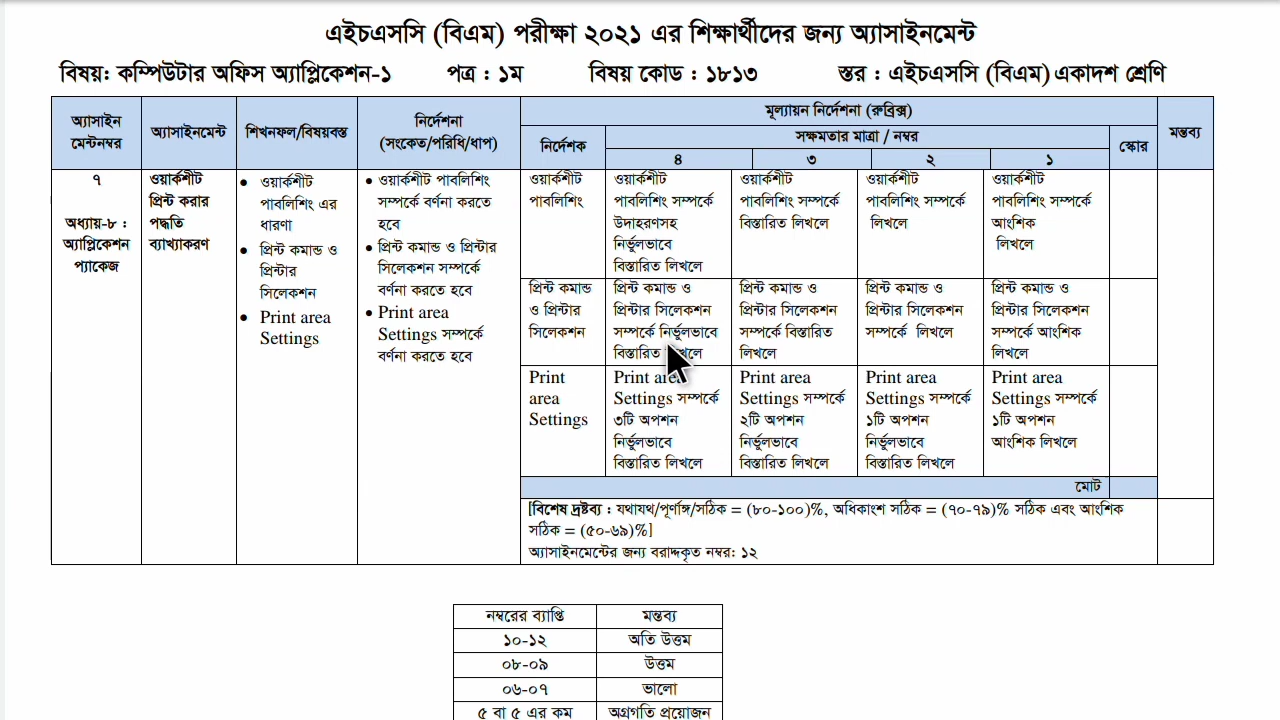 এইচএসসি (বিএম) পরীক্ষা ২০২১ এর শিক্ষার্থীদের জন্য অ্যাসাইনমেন্ট
বিষয়: কম্পিউটার অফিস অ্যাপ্লিকেশন-১ পত্র : ১ম বিষয় কোড : ১৮১৩ স্তর : এইচএসসি (বিএম) একাদশ শ্রেণি
অ্যাসাইন
মেন্টনম্বর
অ্যাসাইনমেন্ট
শিখনফল/বিষয়বস্তু
নির্দেশনা
(সংকেত/পরিধি/ধাপ)
মূল্যায়ন নির্দেশনা (রুব্রিক্স)
নির্দেশক
সক্ষমতার মাত্রা / নম্বর
৪ ৩ ২ ১
স্কোর
মন্তব্য
৭
অধ্যায়-৮ :
অ্যাপ্লিকেশন
প্যাকেজ
ওয়ার্কশীট
প্রিন্ট করার
পদ্ধতি
ব্যাখ্যাকরণ
• ওয়ার্কশীট
পাবলিশিং এর
ধারণা
• প্রিন্ট কমান্ড ও
প্রিন্টার
সিলেকশন
• Print area
Settings
• ওয়ার্কশীট পাবলিশিং
সম্পর্কে বর্ণনা করতে
হবে
• প্রিন্ট কমান্ড ও প্রিন্টার
সিলেকশন সম্পর্কে
বর্ণনা করতে হবে
• Print area
Settings সম্পর্কে
বর্ণনা করতে হবে
ওয়ার্কশীট
পাবলিশিং
ওয়ার্কশীট
পাবলিশিং সম্পর্কে
উদাহরণসহ
নির্ভুলভাবে
বিস্তারিত লিখলে
ওয়ার্কশীট
পাবলিশিং সম্পর্কে
বিস্তারিত লিখলে
ওয়ার্কশীট
পাবলিশিং সম্পর্কে
লিখলে
ওয়ার্কশীট
পাবলিশিং সম্পর্কে
আংশিক
লিখলে
প্রিন্ট কমান্ড
ও প্রিন্টার
সিলেকশন
প্রিন্ট কমান্ড ও
প্রিন্টার সিলেকশন
সম্পর্কে নির্ভুলভাবে
বিস্তারিত লিখলে
প্রিন্ট কমান্ড ও
প্রিন্টার সিলেকশন
সম্পর্কে বিস্তারিত
লিখলে
প্রিন্ট কমান্ড ও
প্রিন্টার সিলেকশন
সম্পর্কে লিখলে
প্রিন্ট কমান্ড ও
প্রিন্টার সিলেকশন
সম্পর্কে আংশিক
লিখলে
Print
area
Settings
Print area
Settings সম্পর্কে
৩টি অপশন
নির্ভুলভাবে
বিস্তারিত লিখলে
Print area
Settings সম্পর্কে
২টি অপশন
নির্ভুলভাবে
বিস্তারিত লিখলে
Print area
Settings সম্পর্কে
১টি অপশন
নির্ভুলভাবে
বিস্তারিত লিখলে
Print area
Settings সম্পর্কে
১টি অপশন
আংশিক লিখলে
মোট
[বিশেষ দ্রষ্টব্য : যথাযথ/পূর্ণাঙ্গ/সঠিক = (৮০-১০০)%, অধিকাংশ সঠিক = (৭০-৭৯)% সঠিক এবং আংশিক
সঠিক = (৫০-৬৯)%]
অ্যাসাইনমেন্টের জন্য বরাদ্দকৃত নম্বর: ১২
নম্বরের ব্যাপ্তি মন্তব্য
১০-১২ অতি উত্তম
০৮-০৯ উত্তম
০৬-০৭ ভালো
৫ বা ৫ এর কম অগ্রগতি প্রয়োজন